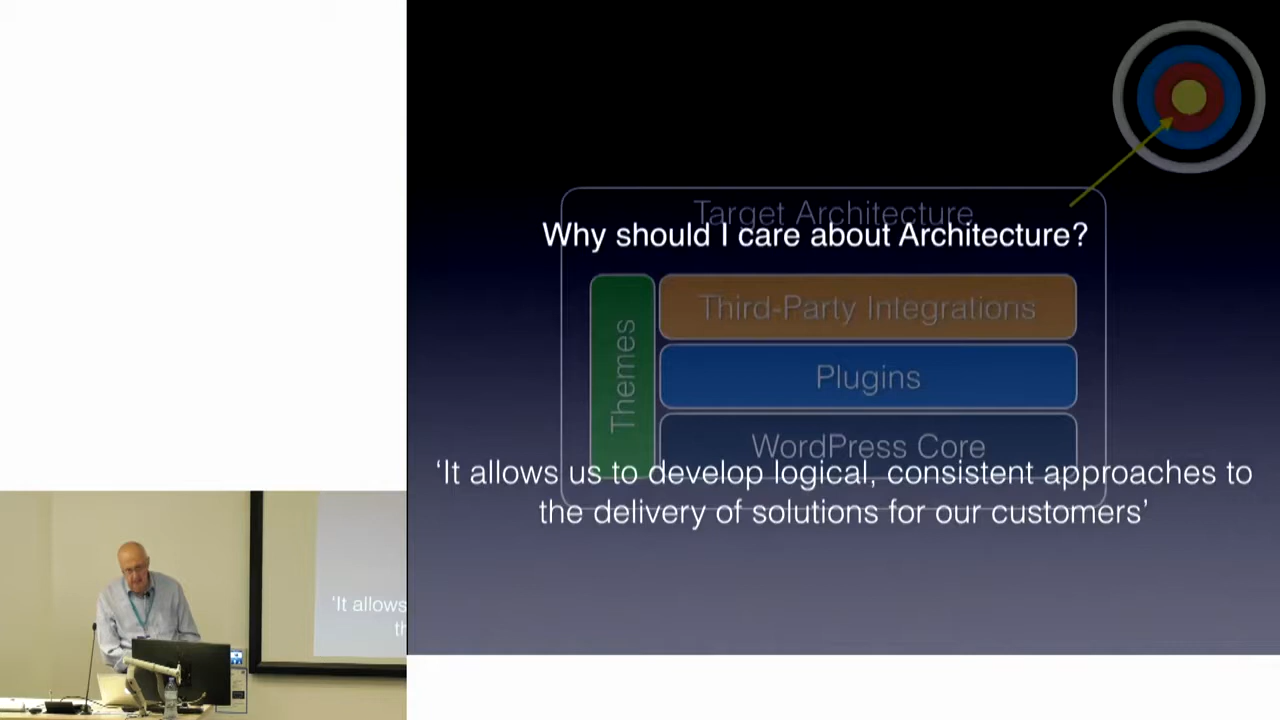 Target Architecture
Why should I care about Architecture?
Themes
Third-Party Integrations
Plugins
WordPress Core
‘It allows us to develop logical, consistent approaches to
the delivery of solutions for our customers’
‘It allows
th